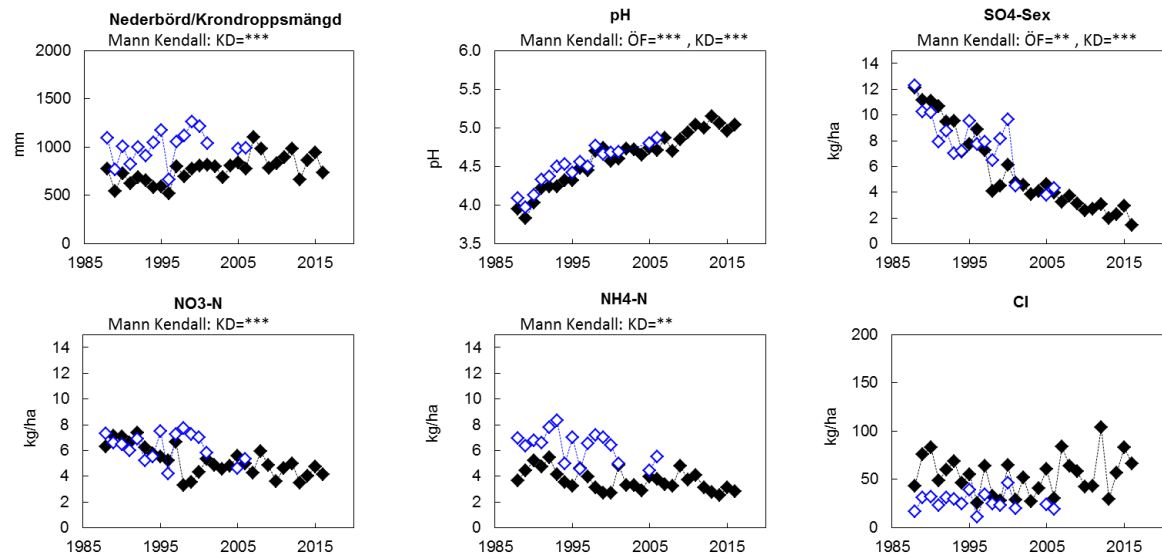 Nederbörd/Krondroppsmängd
Mann Kendall: KD=***
2000
1500
1000
500
0
mm
1985 1995 2005 2015
pH
Mann Kendall: ÖF=*** , KD=***
6.0
5.5
5.0
4.5
4.0
3.5
pH
1985 1995 2005 2015
SO4-Sex
Mann Kendall: ÖF=** , KD=***
14
12
10
8
6
4
2
0
kg/ha
1985 1995 2005 2015
NO3-N
Mann Kendall: KD=***
14
12
10
8
6
4
2
0
kg/ha
1985 1995 2005 2015
NH4-N
Mann Kendall: KD=**
14
12
10
8
6
4
2
0
kg/ha
1985 1995 2005 2015
Cl
200
150
100
50
0
kg/ha
1985 1995 2005 2015